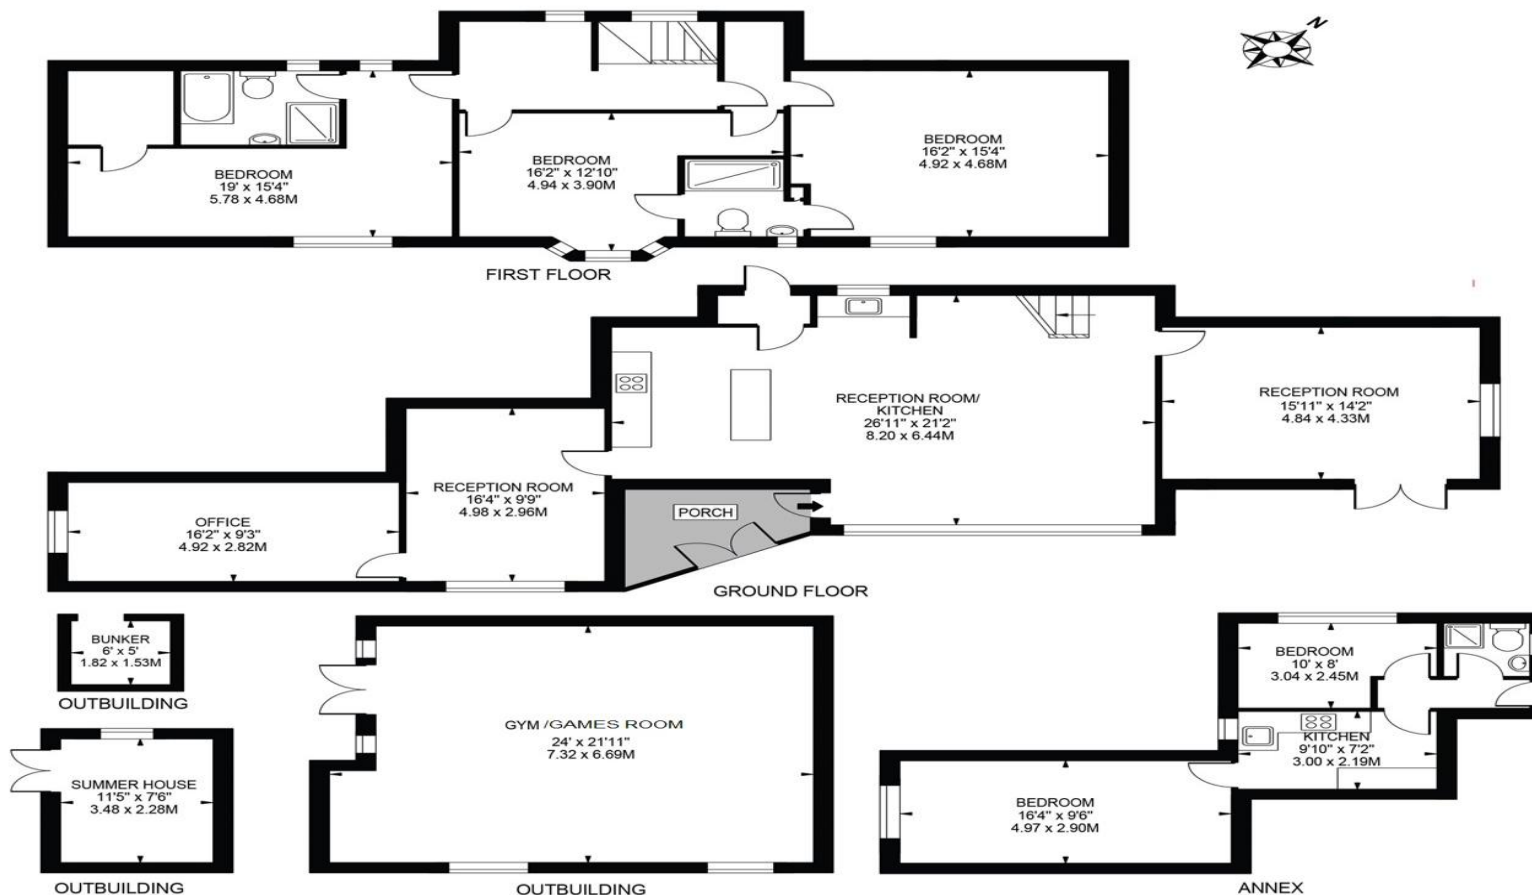 N
BEDROOM
19' x 15'4"
5.78 x 4.68M
BEDROOM
16'2" x 12'10"
4.94 x 3.90M
BEDROOM
16'2" x 15'4"
4.92 x 4.68M
FIRST FLOOR
RECEPTION ROOM/
KITCHEN
26'11" x 21'2"
8.20 x 6.44M
RECEPTION ROOM
15'11" x 14'2"
4.84 x 4.33M
RECEPTION ROOM
16'4" x 9'9"
4.98 x 2.96M
OFFICE
16'2" x 9'3"
4.92 x 2.82M
PORCH
GROUND FLOOR
BUNKER
6' x 5'
1.82 x 1.53M
OUTBUILDING
SUMMER HOUSE
11'5" x 7'6"
3.48 x 2.28M
OUTBUILDING
GYM /GAMES ROOM
24' x 21'11"
7.32 x 6.69M
OUTBUILDING
BEDROOM
10' x 8'
3.04 x 2.45M
KITCHEN
9'10" x 7'2"
3.00 x 2.19M
BEDROOM
16'4" x 9'6"
4.97 x 2.90M
ANNEX